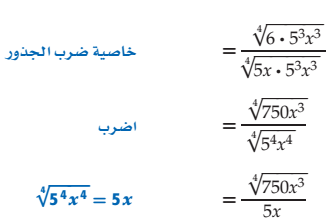 خاصية ضرب الجذور = ∜(6 • 5³x³) / ∜(5x • 5³x³)
اضرب = ∜(750x³) / ∜(5⁴x⁴)
∜(5⁴x⁴) = 5x = ∜(750x³) / 5x